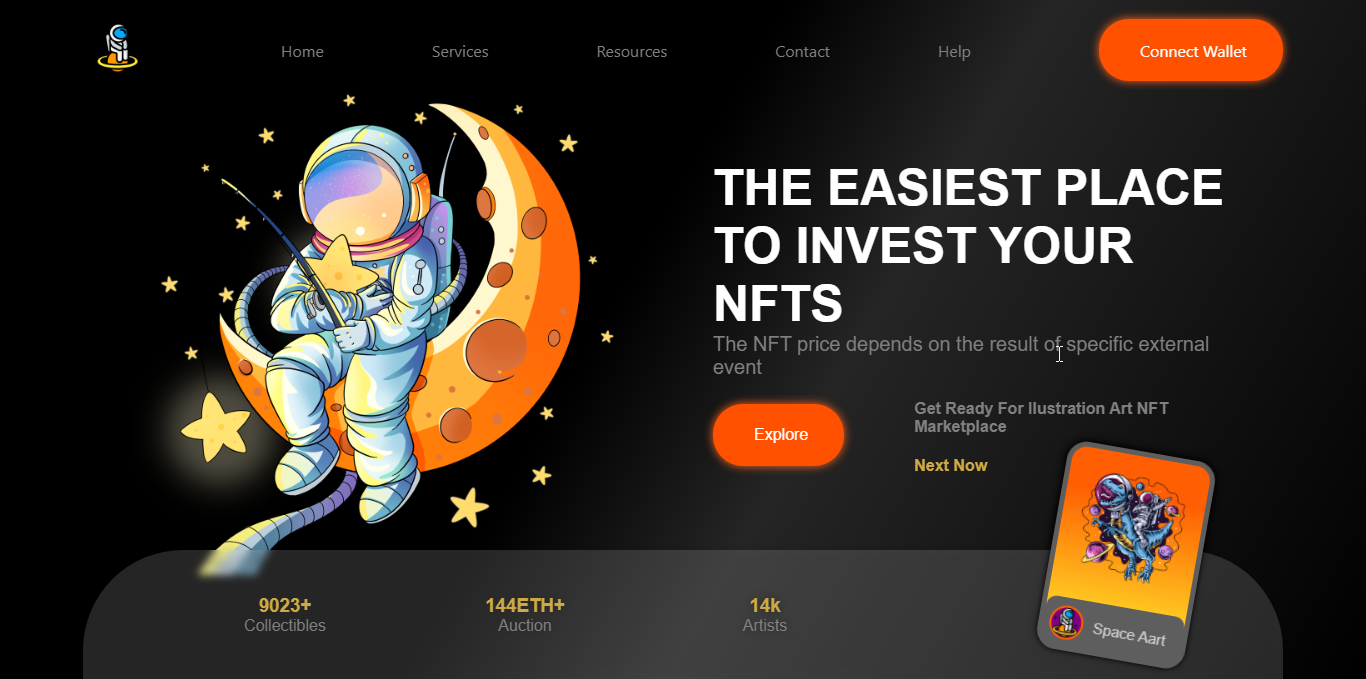 Home
Services
Resources
Contact
Help
Connect Wallet
THE EASIEST PLACE
TO INVEST YOUR
NFTS
The NFT price depends on the result of specific external
event
Explore
Get Ready For Ilustration Art NFT
Marketplace
Next Now
9023+
Collectibles
144ETH+
Auction
14k
Artists
Space Aart